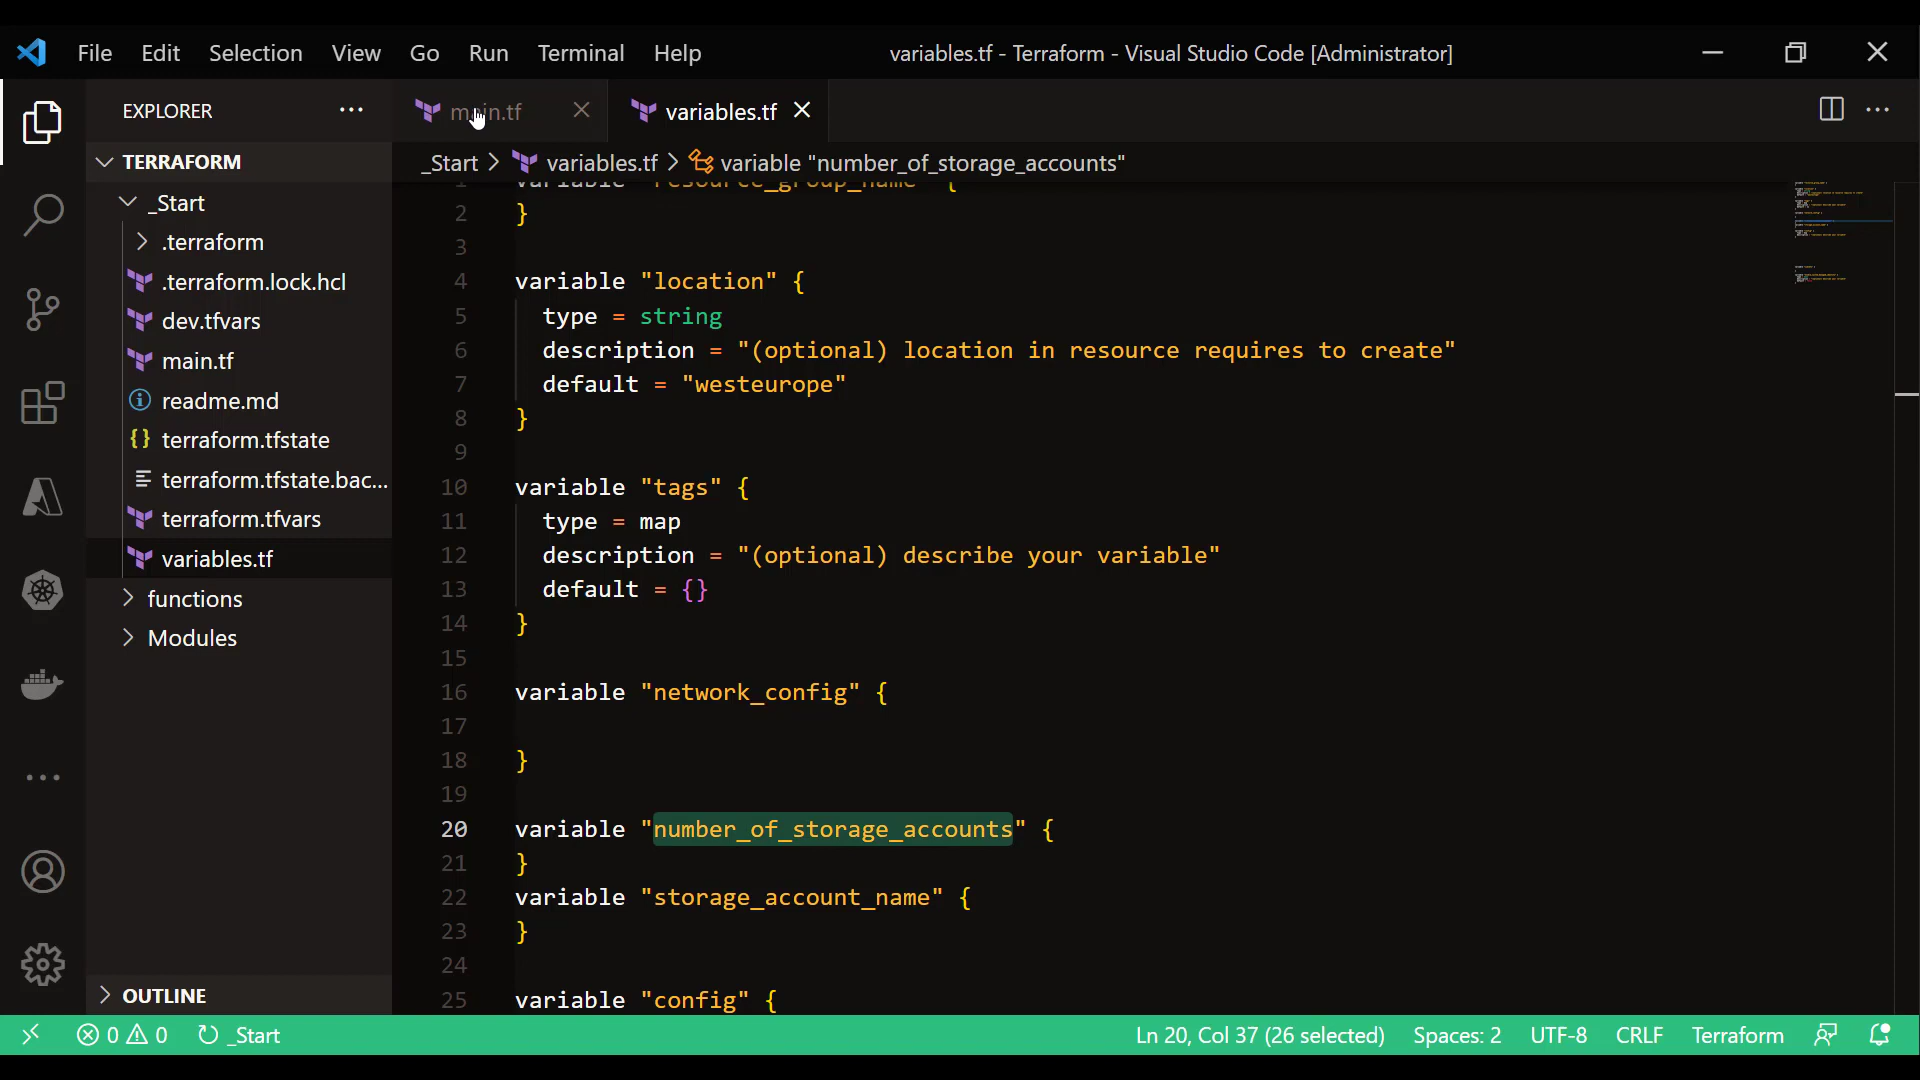 File Edit Selection View Go Run Terminal Help variables.tf - Terraform - Visual Studio Code [Administrator]
EXPLORER
main.tf variables.tf
TERRAFORM
_Start > variables.tf > variable "number_of_storage_accounts"
_Start
.terraform
.terraform.lock.hcl
dev.tfvars
main.tf
readme.md
{} terraform.tfstate
terraform.tfstate.bac...
terraform.tfvars
variables.tf
functions
Modules
OUTLINE
1 variable "resource_group_name" {
2 }
3
4 variable "location" {
5 type = string
6 description = "(optional) location in resource requires to create"
7 default = "westeurope"
8 }
9
10 variable "tags" {
11 type = map
12 description = "(optional) describe your variable"
13 default = {}
14 }
15
16 variable "network_config" {
17
18 }
19
20 variable "number_of_storage_accounts" {
21 }
22 variable "storage_account_name" {
23 }
24
25 variable "config" {
0 0 _Start Ln 20, Col 37 (26 selected) Spaces: 2 UTF-8 CRLF Terraform